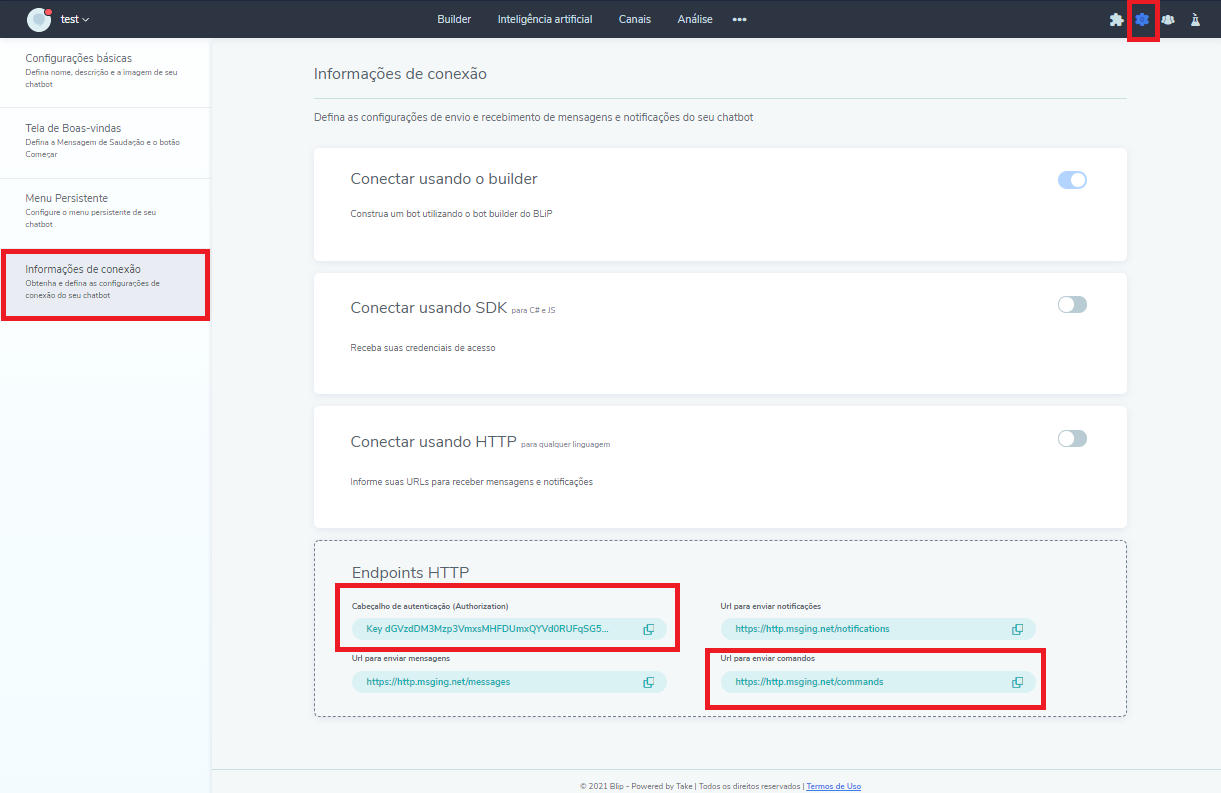 test
Builder
Inteligência artificial
Canais
Análise
Configurações básicas
Defina nome, descrição e a imagem de seu
chatbot
Tela de Boas-vindas
Defina a Mensagem de Saudação e o botão
Começar
Menu Persistente
Configure o menu persistente de seu
chatbot
Informações de conexão
Obtenha e defina as configurações de
conexão do seu chatbot
Informações de conexão
Defina as configurações de envio e recebimento de mensagens e notificações do seu chatbot
Conectar usando o builder
Construa um bot utilizando o bot builder do BLiP
Conectar usando SDK para C# e JS
Receba suas credenciais de acesso
Conectar usando HTTP para qualquer linguagem
Informe suas URLs para receber mensagens e notificações
Endpoints HTTP
Cabeçalho de autenticação (Authorization)
Key dGVzdDM3Mzp3VmxsMHFDUmxQYVd0RUFqSG5...
Url para enviar notificações
https://http.msging.net/notifications
Url para enviar mensagens
https://http.msging.net/messages
Url para enviar comandos
https://http.msging.net/commands
© 2021 Blip - Powered by Take | Todos os direitos reservados | Termos de Uso